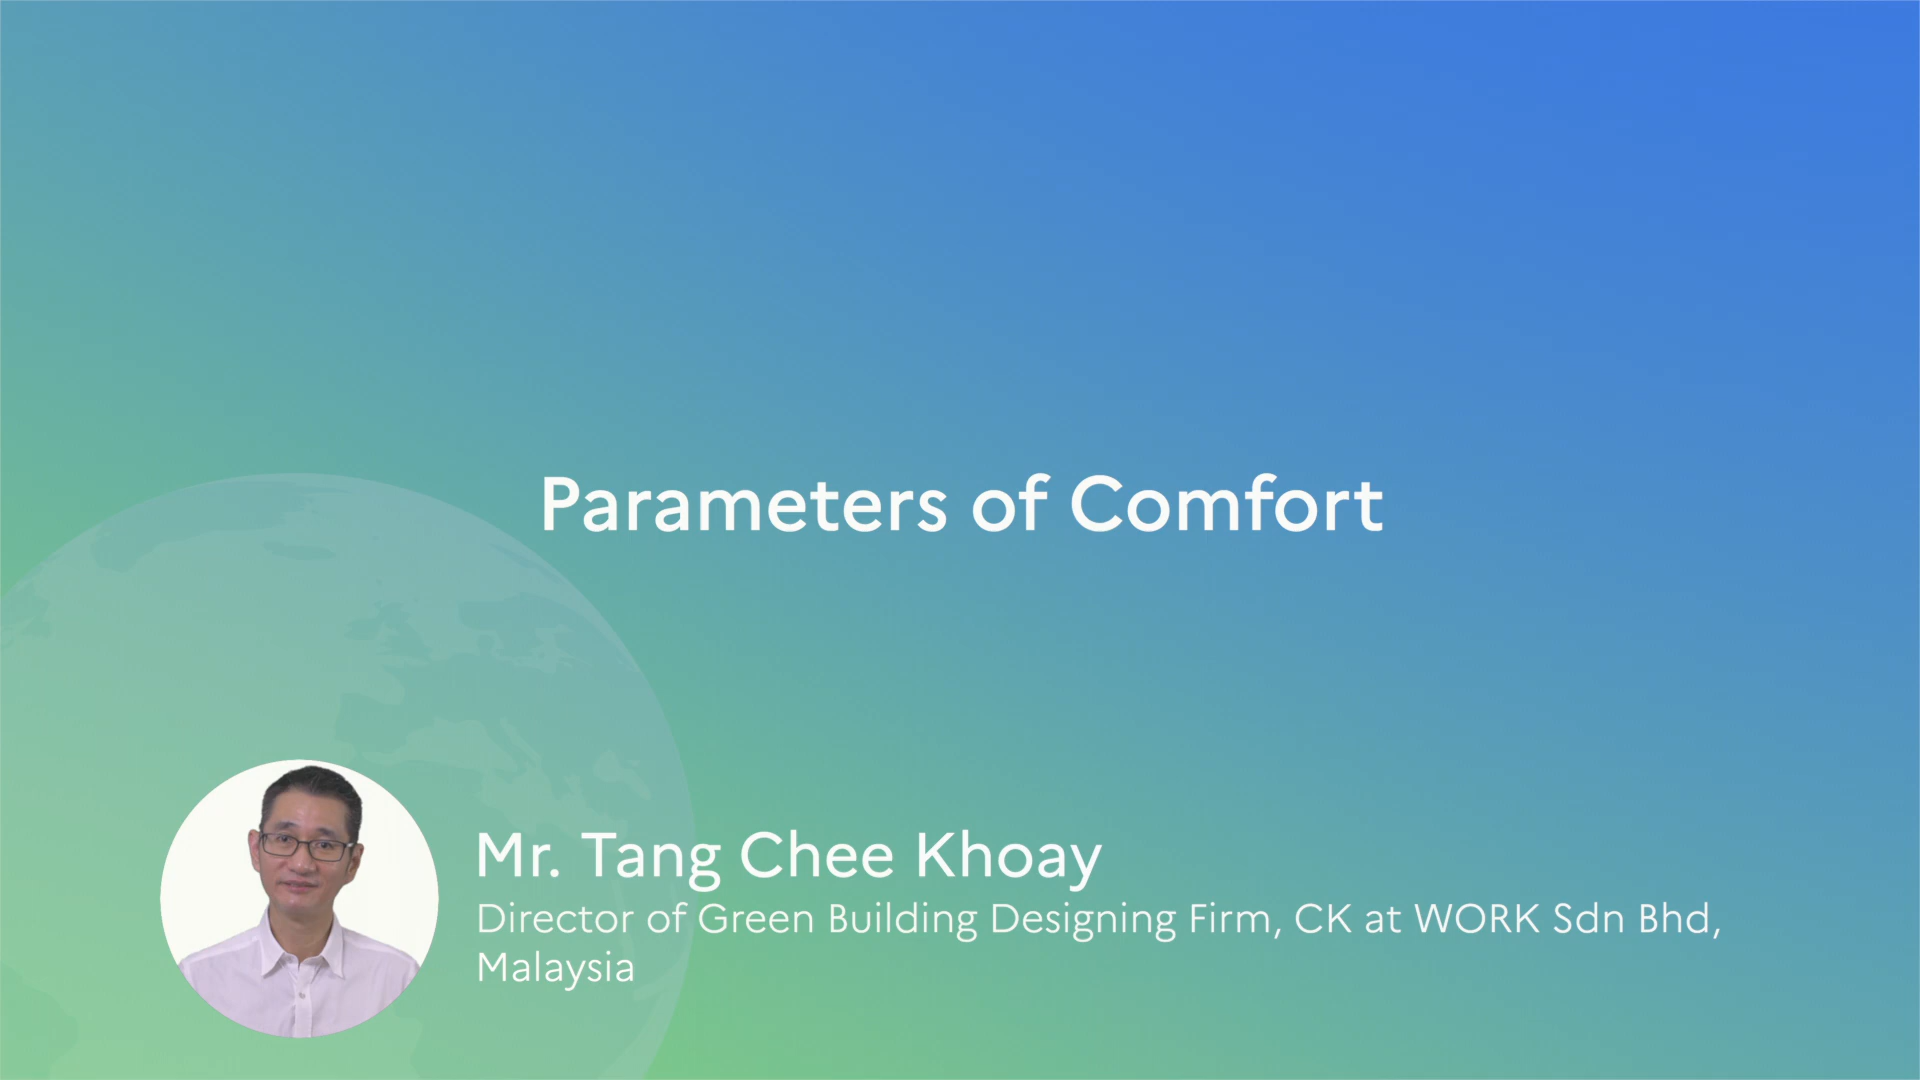 Parameters of Comfort
Mr. Tang Chee Khoay
Director of Green Building Designing Firm, CK at WORK Sdn Bhd,
Malaysia